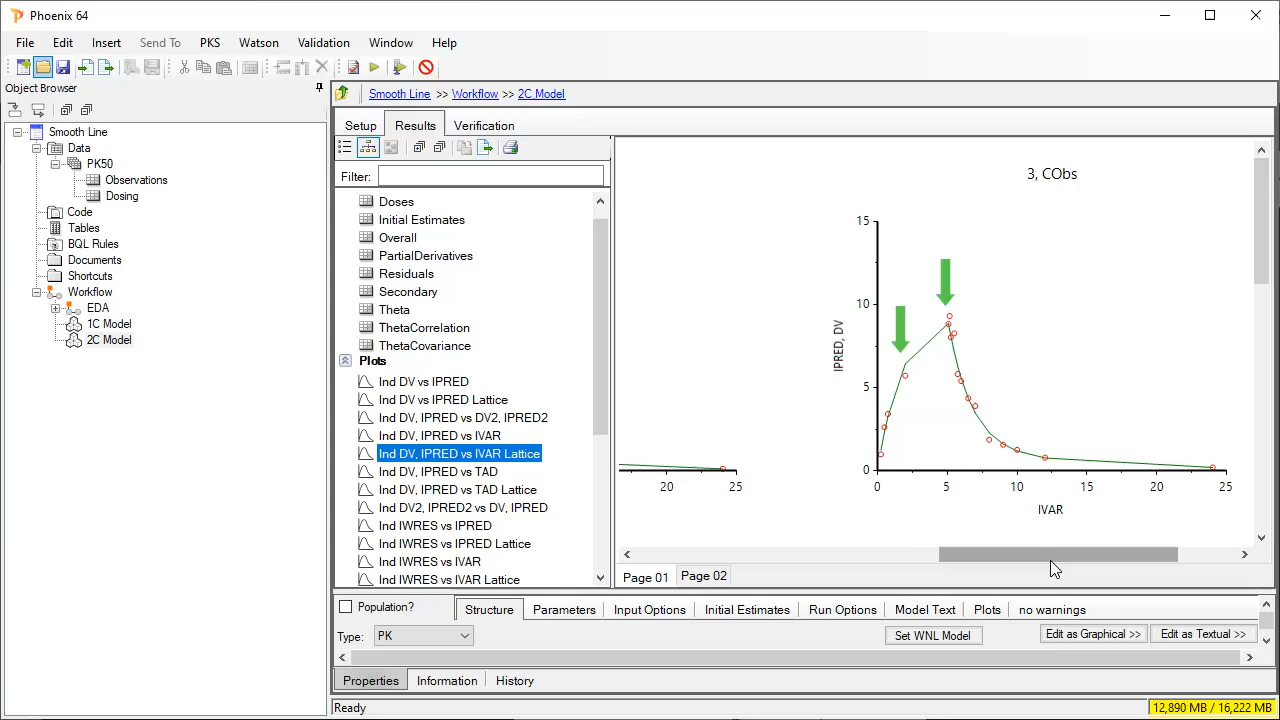 Phoenix 64
File Edit Insert Send To PKS Watson Validation Window Help
Object Browser
Smooth Line
Data
PK50
Observations
Dosing
Code
Tables
BQL Rules
Documents
Shortcuts
Workflow
EDA
1C Model
2C Model
Smooth Line >> Workflow >> 2C Model
Setup Results Verification
Filter:
Doses
Initial Estimates
Overall
PartialDerivatives
Residuals
Secondary
Theta
ThetaCorrelation
ThetaCovariance
Plots
Ind DV vs IPRED
Ind DV vs IPRED Lattice
Ind DV, IPRED vs DV2, IPRED2
Ind DV, IPRED vs IVAR
Ind DV, IPRED vs IVAR Lattice
Ind DV, IPRED vs TAD
Ind DV, IPRED vs TAD Lattice
Ind DV2, IPRED2 vs DV, IPRED
Ind IWRES vs IPRED
Ind IWRES vs IPRED Lattice
Ind IWRES vs IVAR
Ind IWRES vs IVAR Lattice
3, CObs
15
10
5
0
IPRED, DV
20 25
0 5 10 15 20 25
IVAR
Page 01 Page 02
Population?
Structure Parameters Input Options Initial Estimates Run Options Model Text Plots no warnings
Type: PK
Set WNL Model Edit as Graphical >> Edit as Textual >>
Properties Information History
Ready
12,890 MB / 16,222 MB